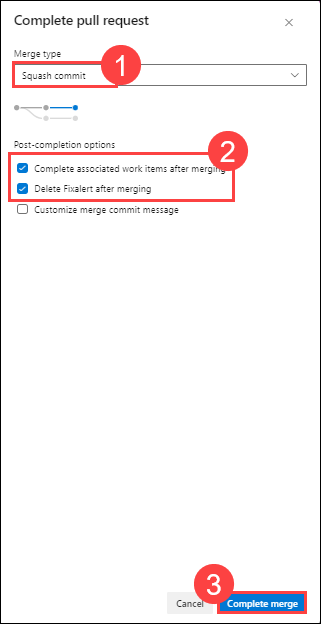 Complete pull request
Merge type
1
Squash commit
2
Post-completion options
Complete associated work items after merging
Delete Fixalert after merging
Customize merge commit message
3
Cancel
Complete merge